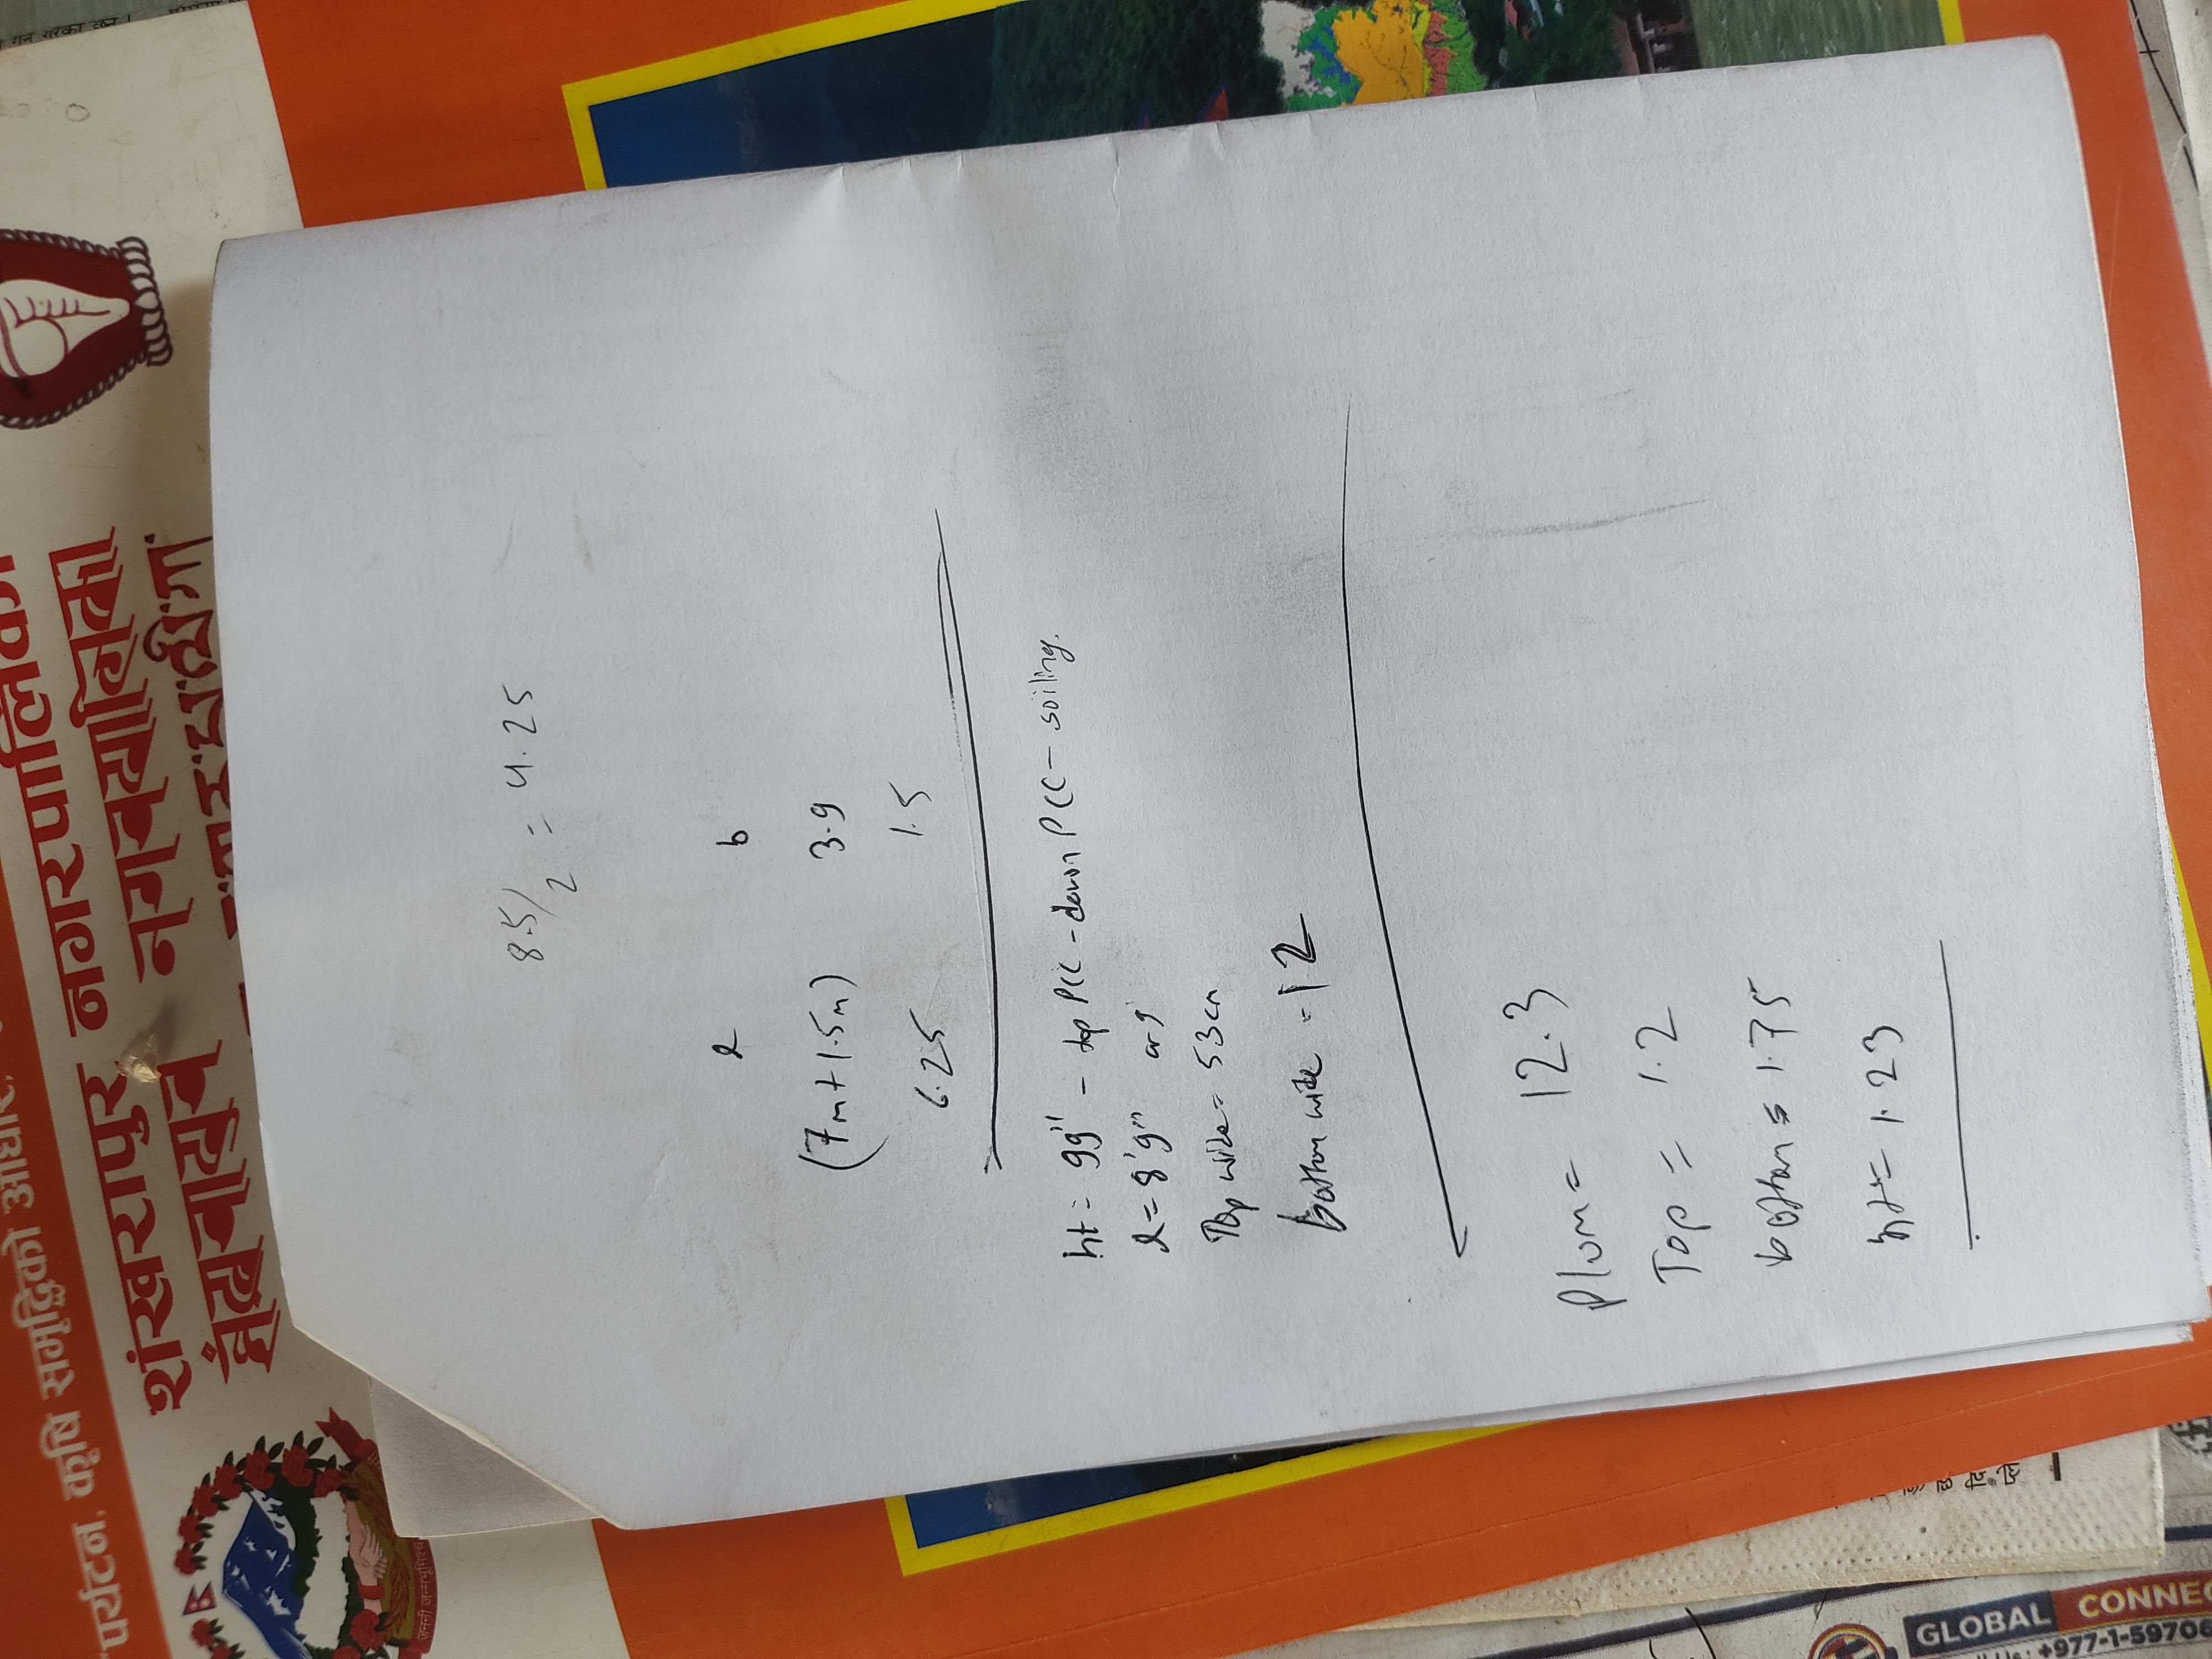 "पर्यटन, कृषि समृद्धिको आधार,
शंखरापुर नगरपालिका
जननी जन्मभूमिश्च
8.5/2 = 4.25
l b
(7m+1.5m) 3.9
6.25 1.5
ht = 99" - top PCC - down PCC - soiling.
l = 8'9" or 9'
Top wide = 53cm
bottom wide = 12
Plum = 12.3
Top = 1.2
bottom = 1.75
ht = 1.23
GLOBAL
CONNE
+977-1-59706